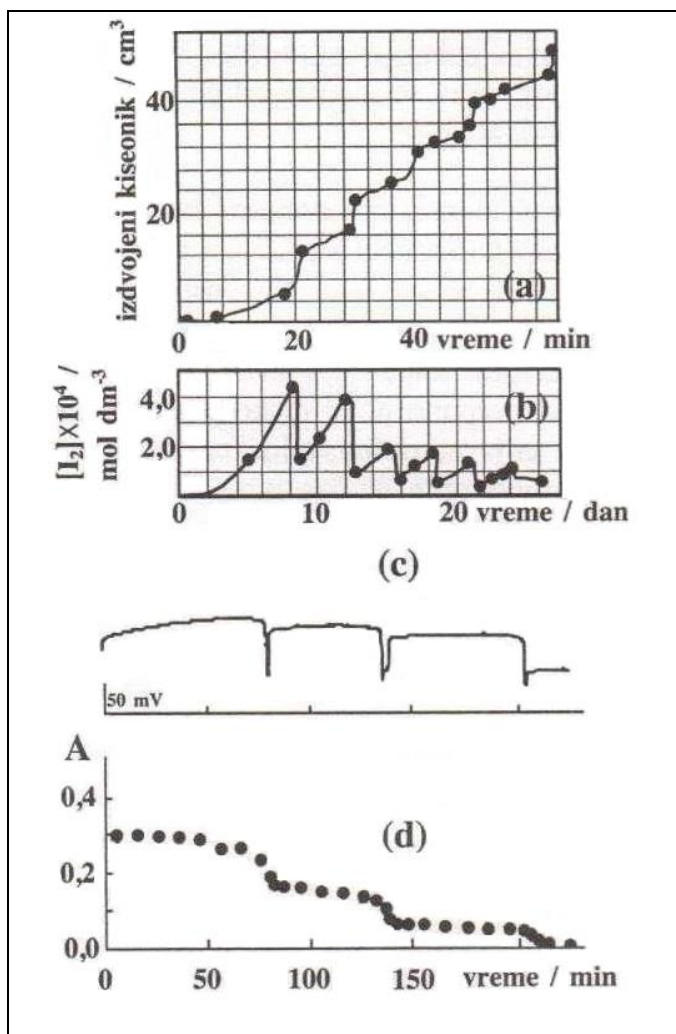 izdvojeni kiseonik / cm³
40
20
(a)
0 20 40 vreme / min
[I₂]×10⁴ /
mol dm⁻³
4,0
2,0
(b)
0 10 20 vreme / dan
(c)
50 mV
A
0,4
0,2
0,0
(d)
0 50 100 150 vreme / min